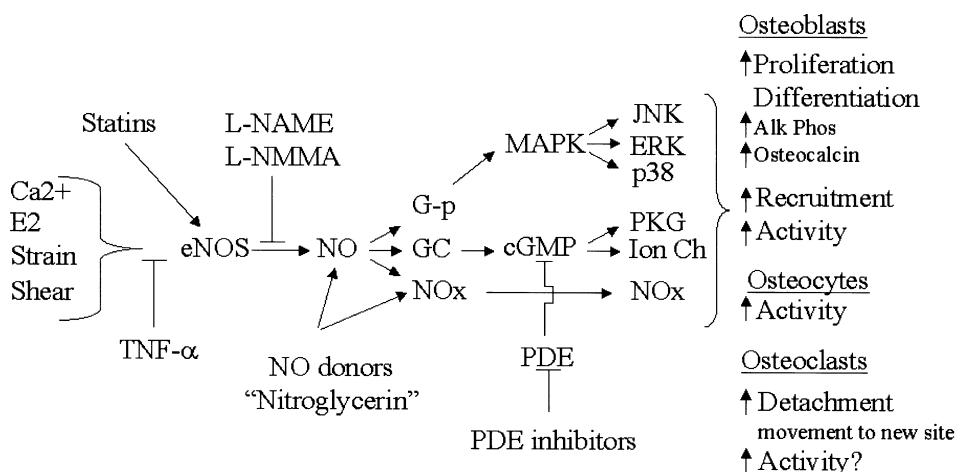 Statins
L-NAME
L-NMMA
Ca2+
E2
Strain
Shear
eNOS
TNF-α
NO
NO donors
“Nitroglycerin”
G-p
GC
NOx
MAPK
JNK
ERK
p38
cGMP
PKG
Ion Ch
NOx
PDE
PDE inhibitors
Osteoblasts
Proliferation
Differentiation
Alk Phos
Osteocalcin
Recruitment
Activity
Osteocytes
Activity
Osteoclasts
Detachment
movement to new site
Activity?